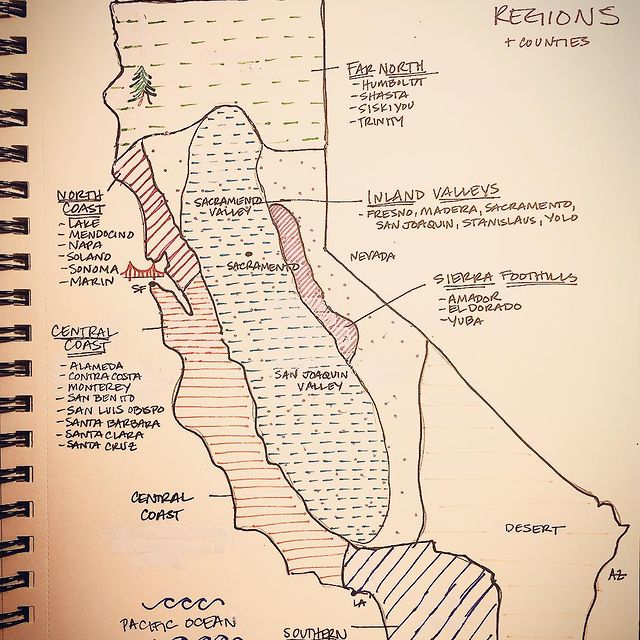 REGIONS
+ COUNTIES
FAR NORTH
- HUMBOLDT
- SHASTA
- SISKIYOU
- TRINITY
NORTH
COAST
- LAKE
- MENDOCINO
- NAPA
- SOLANO
- SONOMA
- MARIN
SF
SACRAMENTO
VALLEY
INLAND VALLEYS
- FRESNO, MADERA, SACRAMENTO,
SAN JOAQUIN, STANISLAUS, YOLO
SACRAMENTO
NEVADA
SIERRA FOOTHILLS
- AMADOR
- EL DORADO
- YUBA
CENTRAL
COAST
- ALAMEDA
- CONTRA COSTA
- MONTEREY
- SAN BENITO
- SAN LUIS OBISPO
- SANTA BARBARA
- SANTA CLARA
- SANTA CRUZ
SAN JOAQUIN
VALLEY
CENTRAL
COAST
DESERT
AZ
LA
PACIFIC OCEAN
SOUTHERN